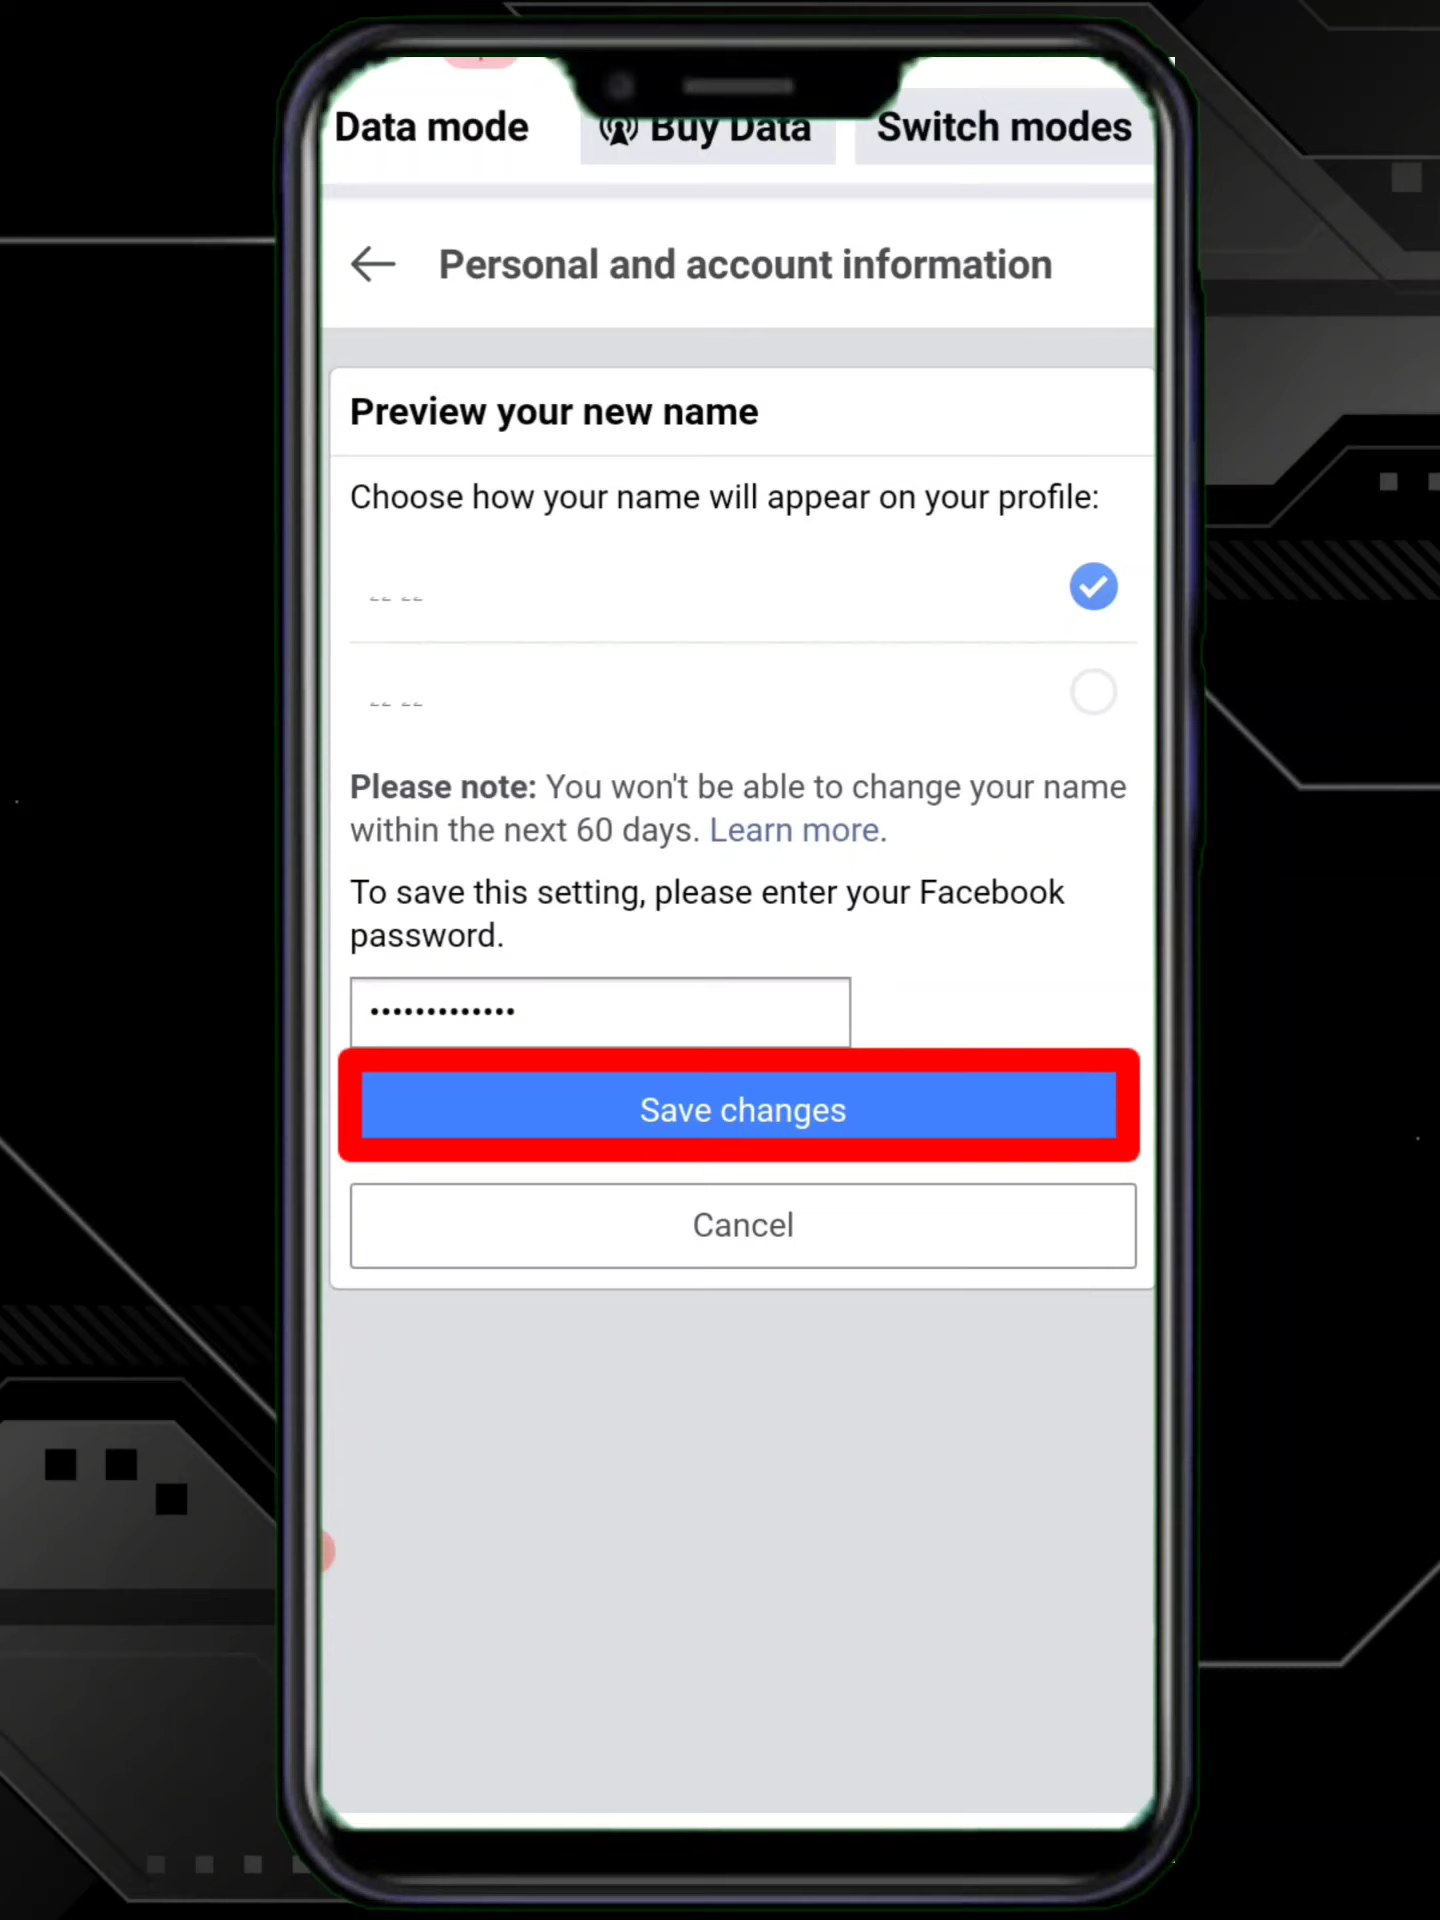 Data mode
Buy Data
Switch modes
Personal and account information
Preview your new name
Choose how your name will appear on your profile:
Please note: You won't be able to change your name
within the next 60 days. Learn more.
To save this setting, please enter your Facebook
password.
•••••••••••••
Save changes
Cancel